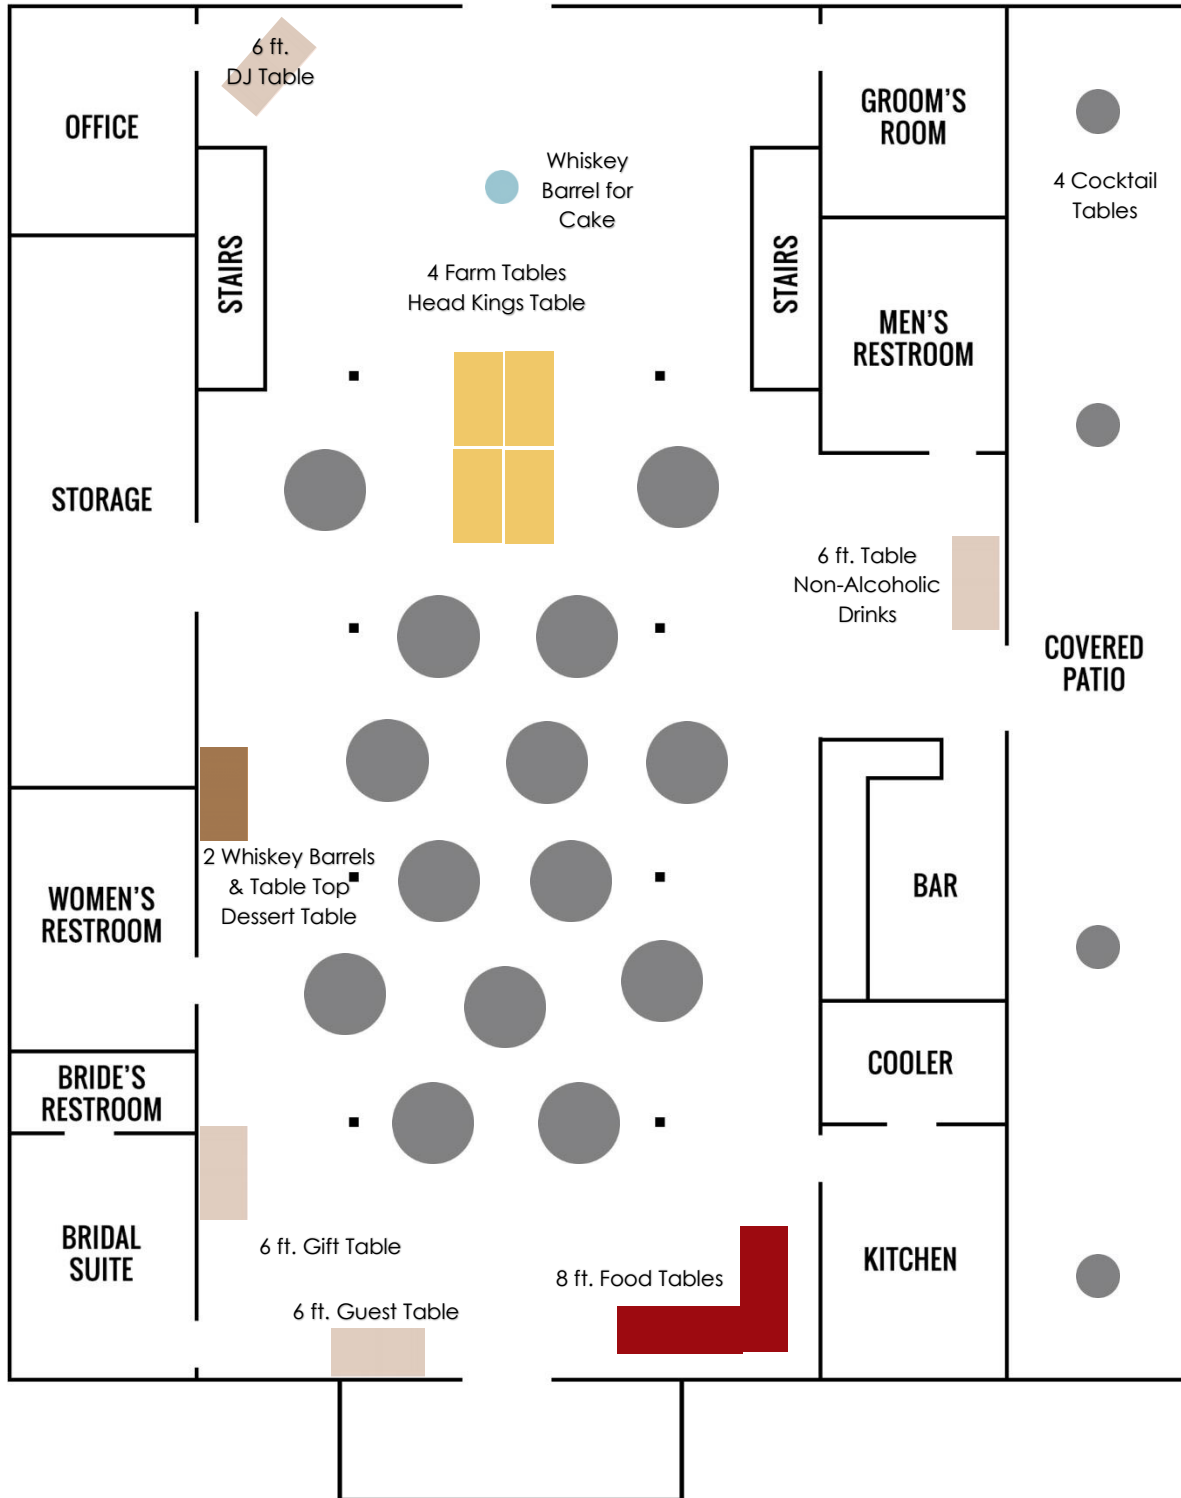 6 ft.
DJ Table
OFFICE
GROOM'S
ROOM
Whiskey
Barrel for
Cake
4 Cocktail
Tables
STAIRS
STAIRS
4 Farm Tables
Head Kings Table
MEN'S
RESTROOM
STORAGE
6 ft. Table
Non-Alcoholic
Drinks
COVERED
PATIO
2 Whiskey Barrels
& Table Top
Dessert Table
WOMEN'S
RESTROOM
BAR
COOLER
BRIDE'S
RESTROOM
BRIDAL
SUITE
6 ft. Gift Table
KITCHEN
8 ft. Food Tables
6 ft. Guest Table